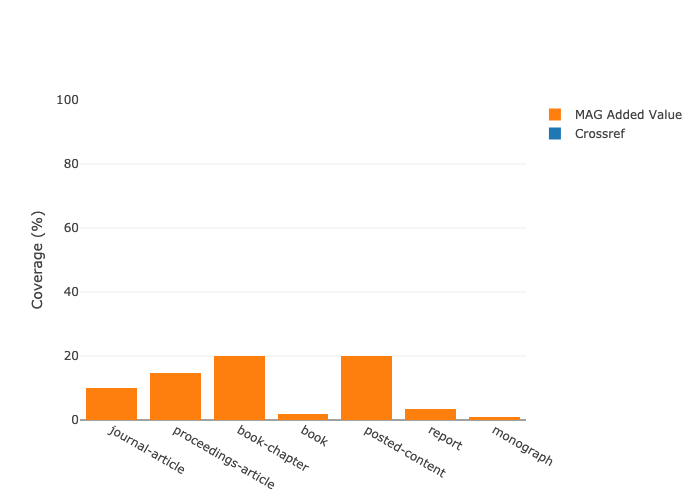 100
80
60
40
20
0
Coverage (%)
journal-article
proceedings-article
book-chapter
book
posted-content
report
monograph
MAG Added Value
Crossref